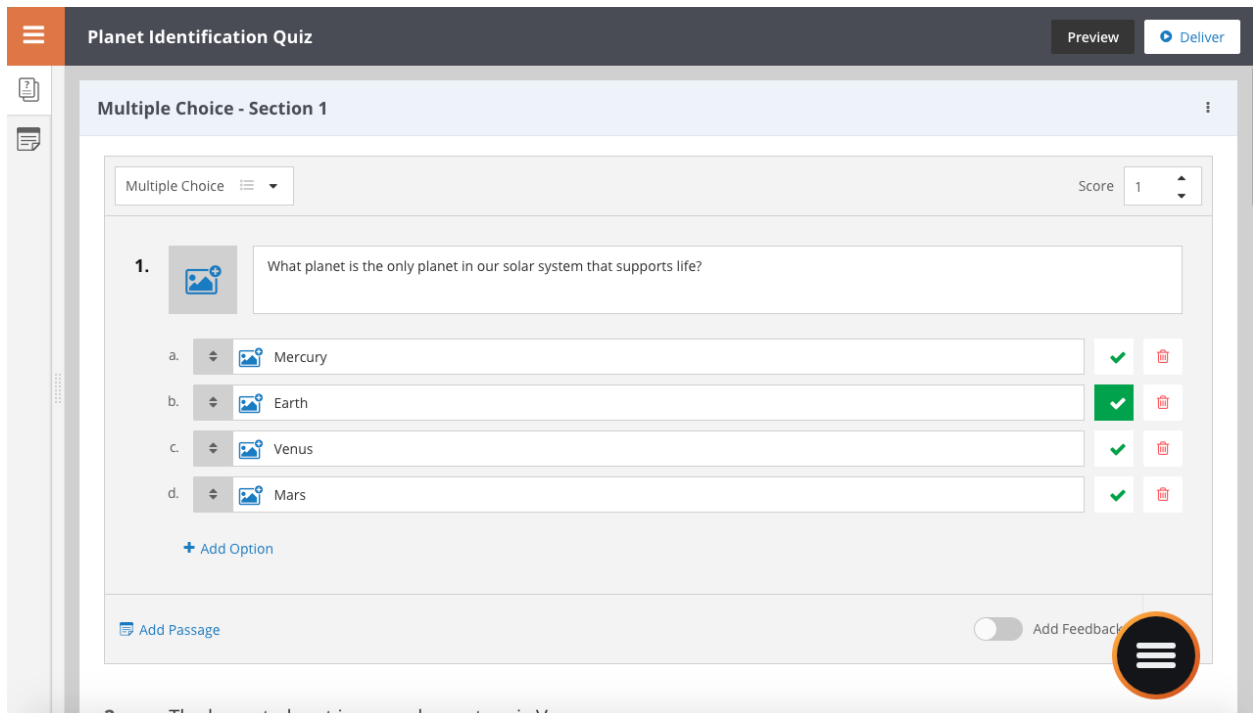 Planet Identification Quiz
Preview
Deliver
Multiple Choice - Section 1
Multiple Choice
Score 1
1. What planet is the only planet in our solar system that supports life?
a. Mercury
b. Earth
c. Venus
d. Mars
Add Option
Add Passage
Add Feedback